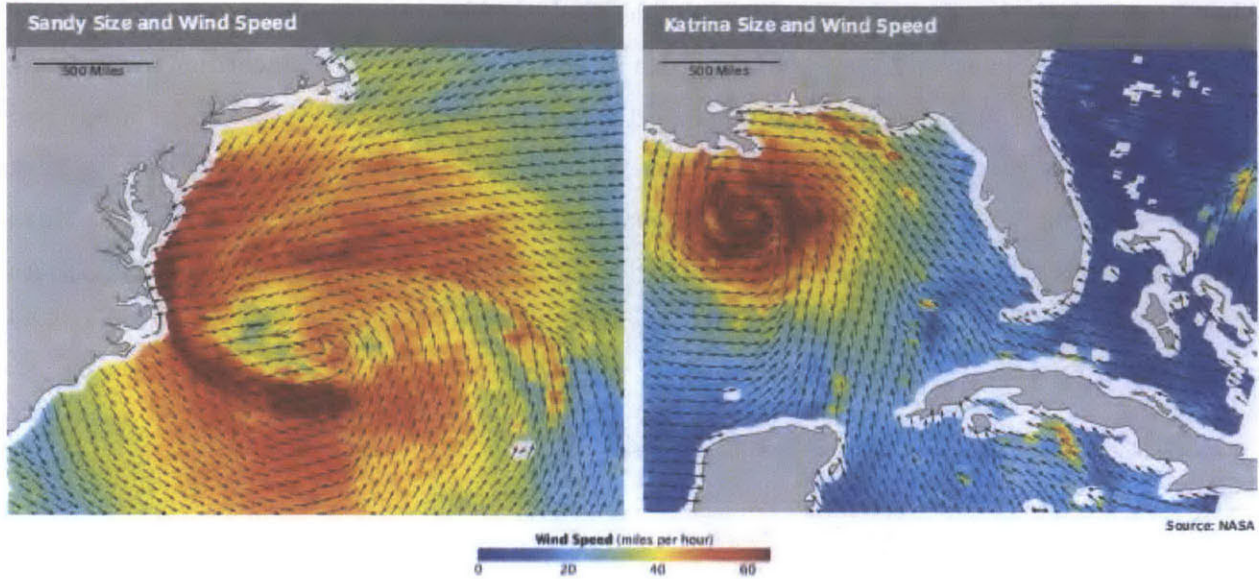 Sandy Size and Wind Speed
500 Miles
Katrina Size and Wind Speed
500 Miles
Source: NASA
Wind Speed (miles per hour)
0 20 40 60